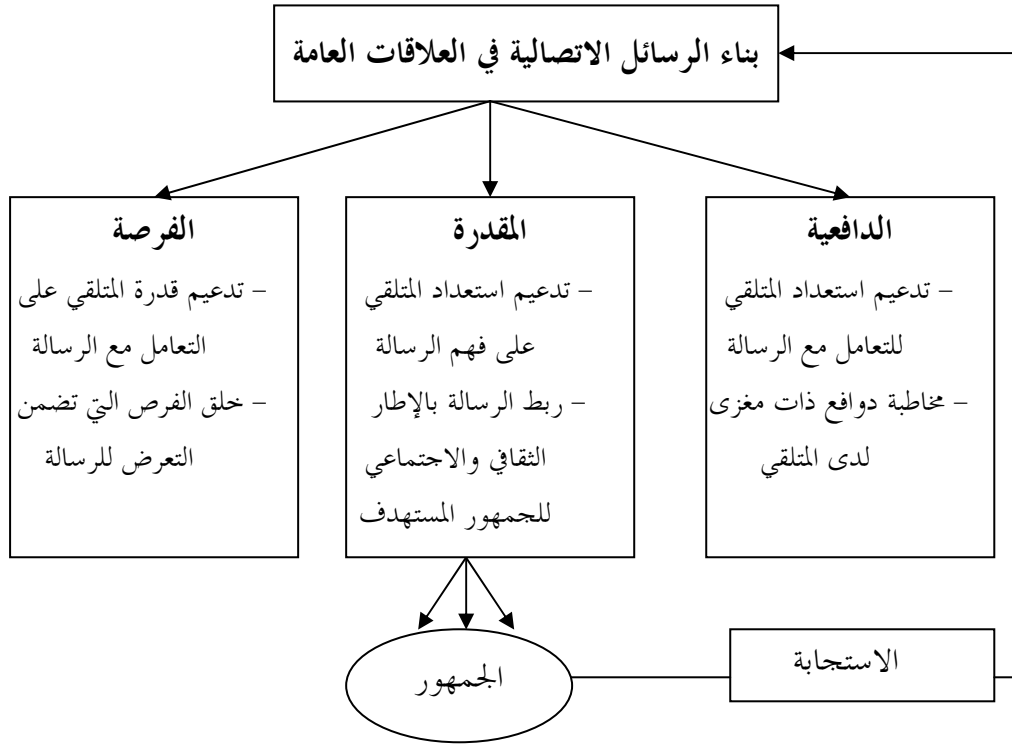 بناء الرسائل الاتصالية في العلاقات العامة
الدافعية
– تدعيم استعداد المتلقي
للتعامل مع الرسالة
– مخاطبة دوافع ذات مغزى
لدى المتلقي
المقدرة
– تدعيم استعداد المتلقي
على فهم الرسالة
– ربط الرسالة بالإطار
الثقافي والاجتماعي
للجمهور المستهدف
الفرصة
– تدعيم قدرة المتلقي على
التعامل مع الرسالة
– خلق الفرص التي تضمن
التعرض للرسالة
الجمهور
الاستجابة